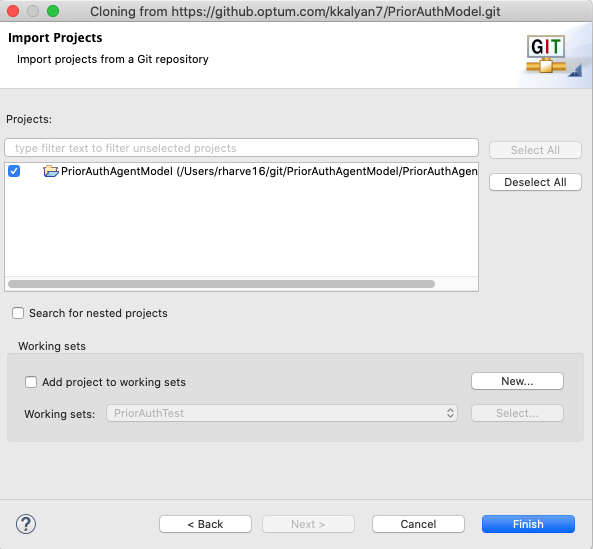 Cloning from https://github.optum.com/kkalyan7/PriorAuthModel.git
Import Projects
Import projects from a Git repository
GIT
Projects:
type filter text to filter unselected projects
Select All
PriorAuthAgentModel (/Users/rharve16/git/PriorAuthAgentModel/PriorAuthAgen
Deselect All
Search for nested projects
Working sets
Add project to working sets
New...
Working sets:
PriorAuthTest
Select...
?
< Back
Next >
Cancel
Finish